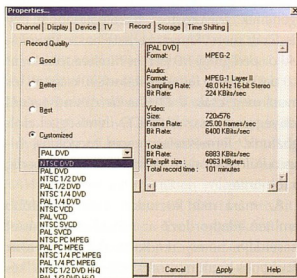 Properties...
Channel Display Device TV Record Storage Time Shifting
Record Quality
Good
Better
Best
Customized
PAL DVD
NTSC DVD
PAL DVD
NTSC 1/2 DVD
PAL 1/2 DVD
NTSC 1/4 DVD
PAL 1/4 DVD
NTSC VCD
PAL VCD
NTSC SVCD
PAL SVCD
NTSC PC MPEG
PAL PC MPEG
NTSC 1/4 PC MPEG
PAL 1/4 PC MPEG
NTSC 1/2 DVD HiQ
PAL 1/2 DVD HiQ
[PAL DVD]
Format: MPEG-2
Audio:
Format: MPEG-1 Layer II
Sampling Rate: 48.0 kHz 16-bit Stereo
Bit Rate: 224 KBits/sec
Video:
Size: 720x576
Frame Rate: 25.00 frames/sec
Bit Rate: 6400 KBits/sec
Total:
Bit Rate: 6883 KBits/sec
File split size : 4063 MBytes
Total record time : 101 minutes
Cancel Apply Help